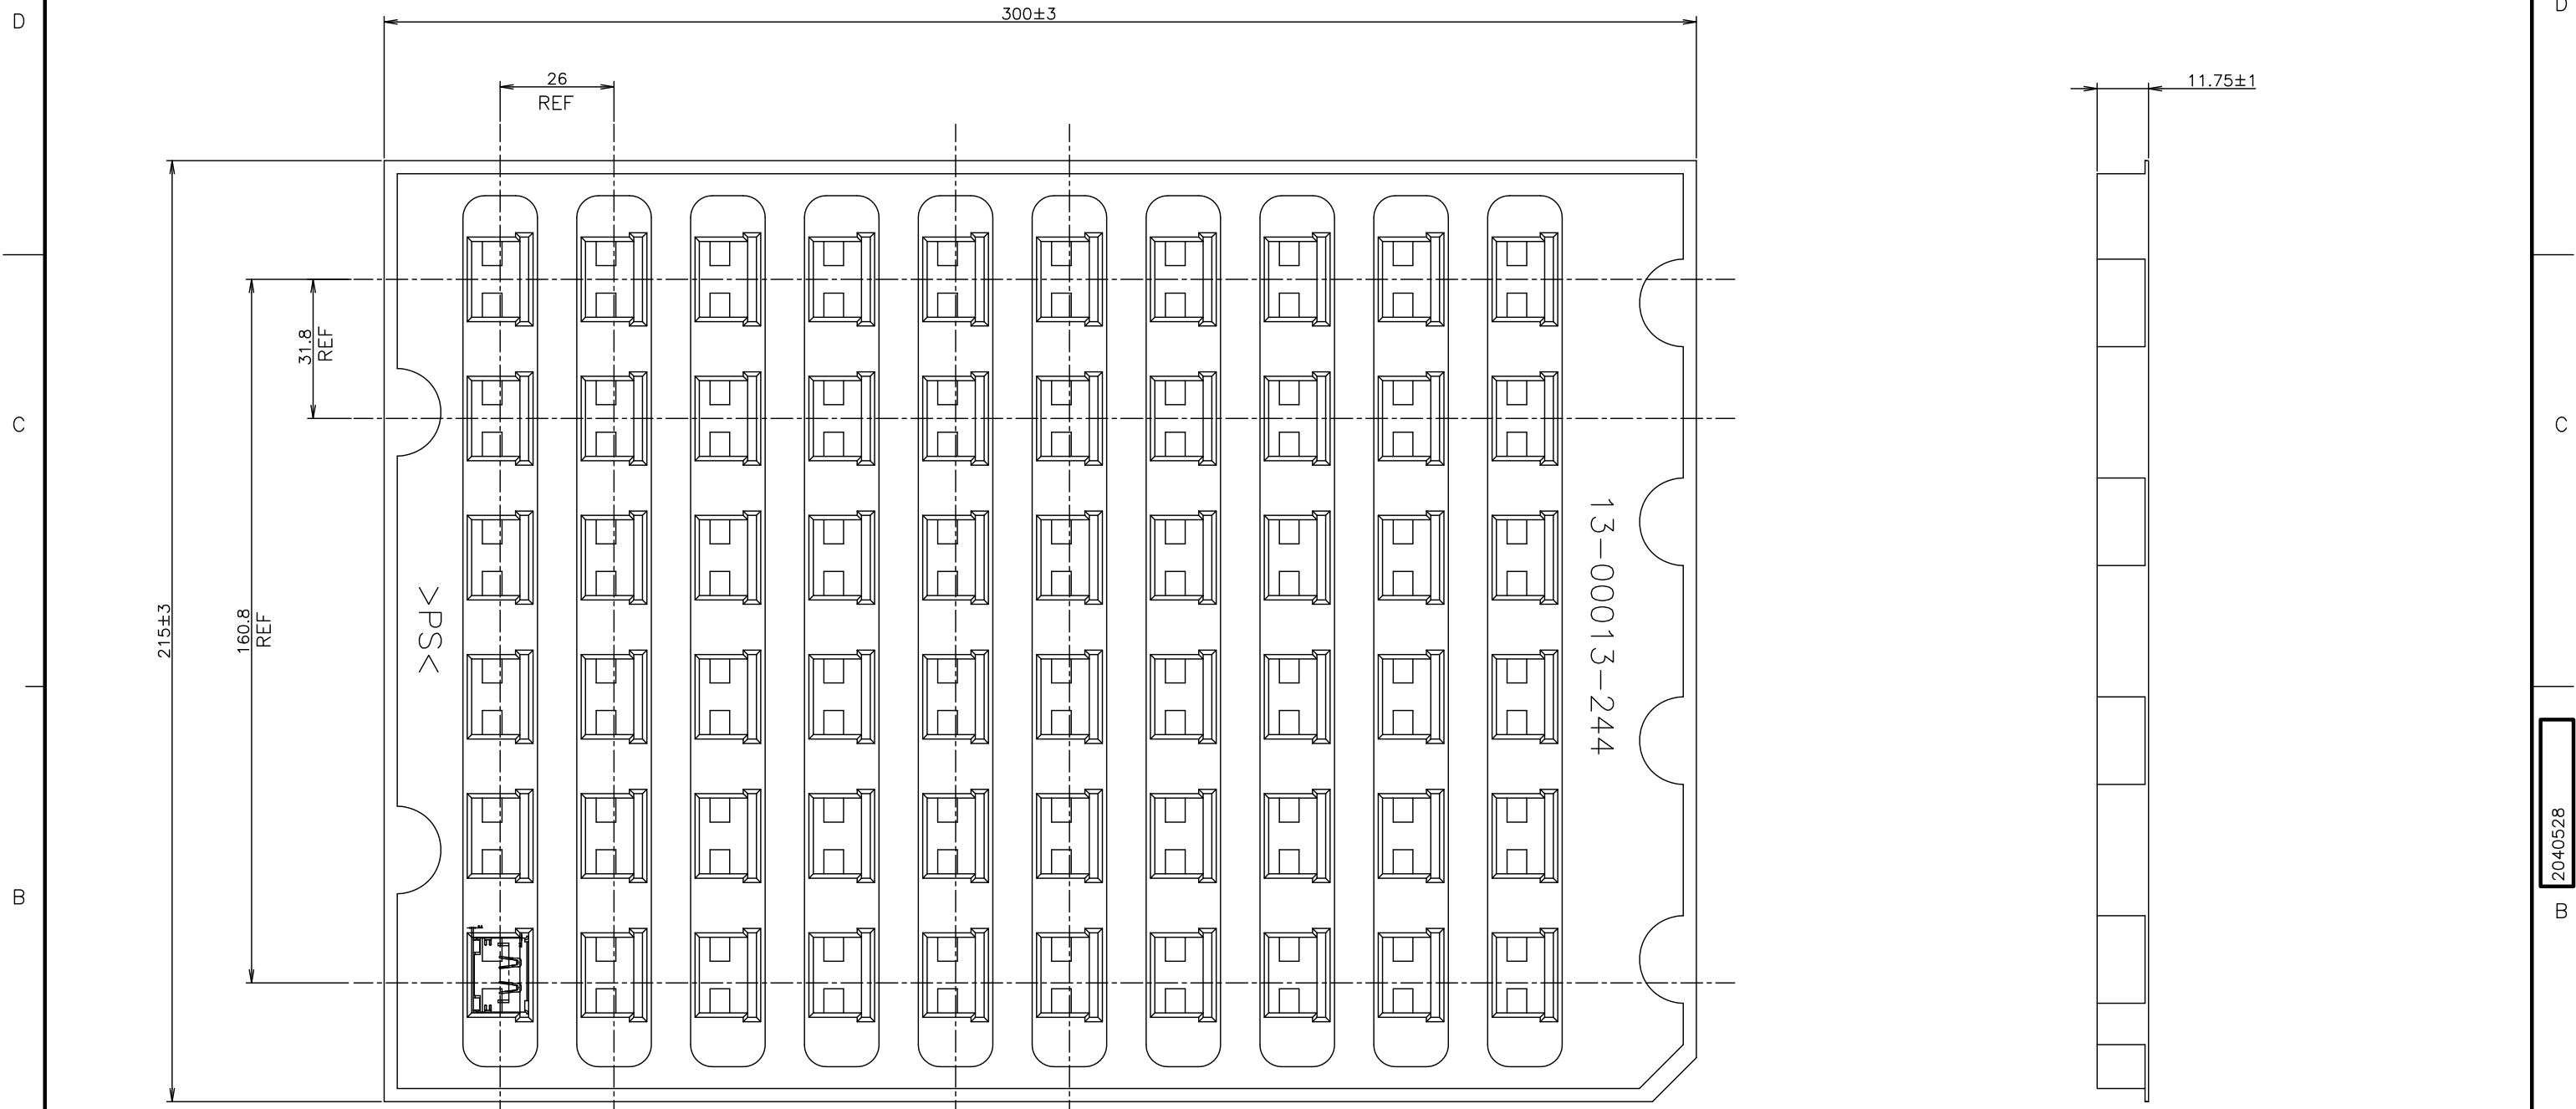 D
300±3
D
26
REF
11.75±1
31.8
REF
C
C
13-00013-244
>PS<
215±3
160.8
REF
2040528
B
B